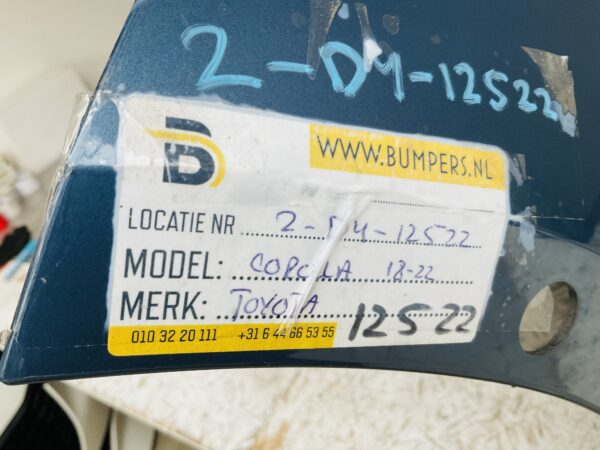 2-D4-12522
B
WWW.BUMPERS.NL
LOCATIE NR 2-D4-12522
MODEL: COROLLA 18-22
MERK: TOYOTA
12522
010 32 20 111 +31 6 44 66 53 55